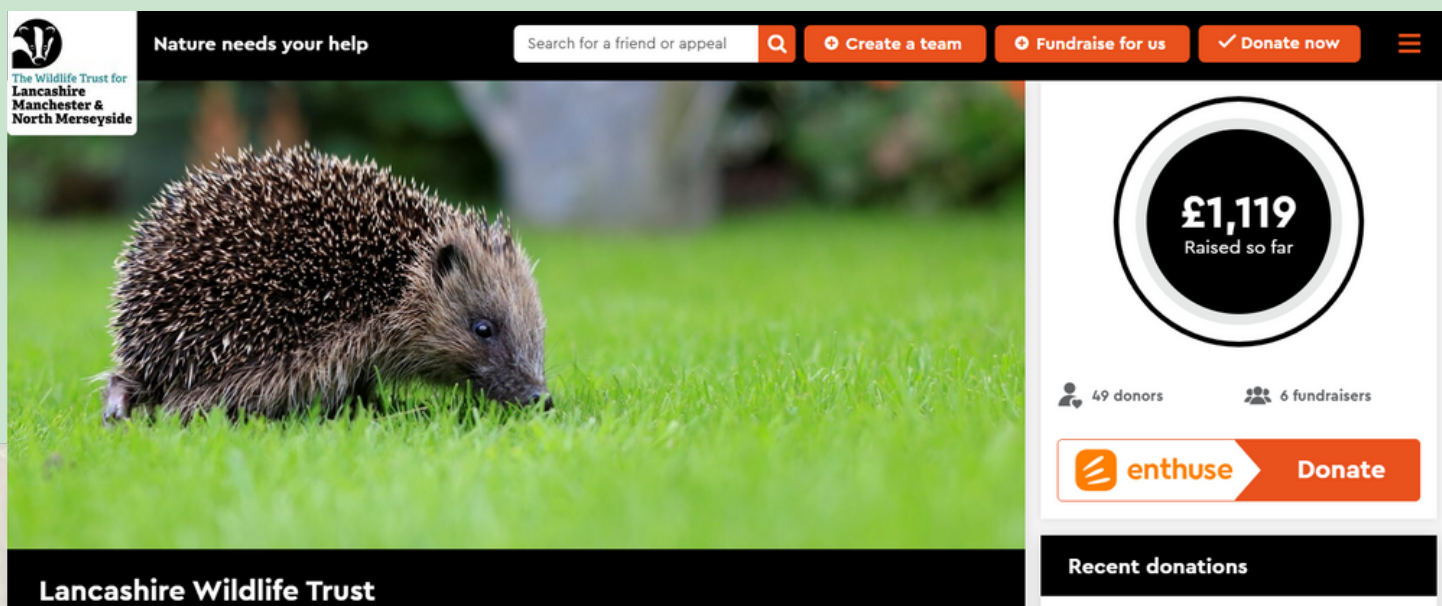 The Wildlife Trust for
Lancashire
Manchester &
North Merseyside
Nature needs your help
Search for a friend or appeal
Create a team
Fundraise for us
Donate now
£1,119
Raised so far
49 donors
6 fundraisers
enthuse
Donate
Lancashire Wildlife Trust
Recent donations